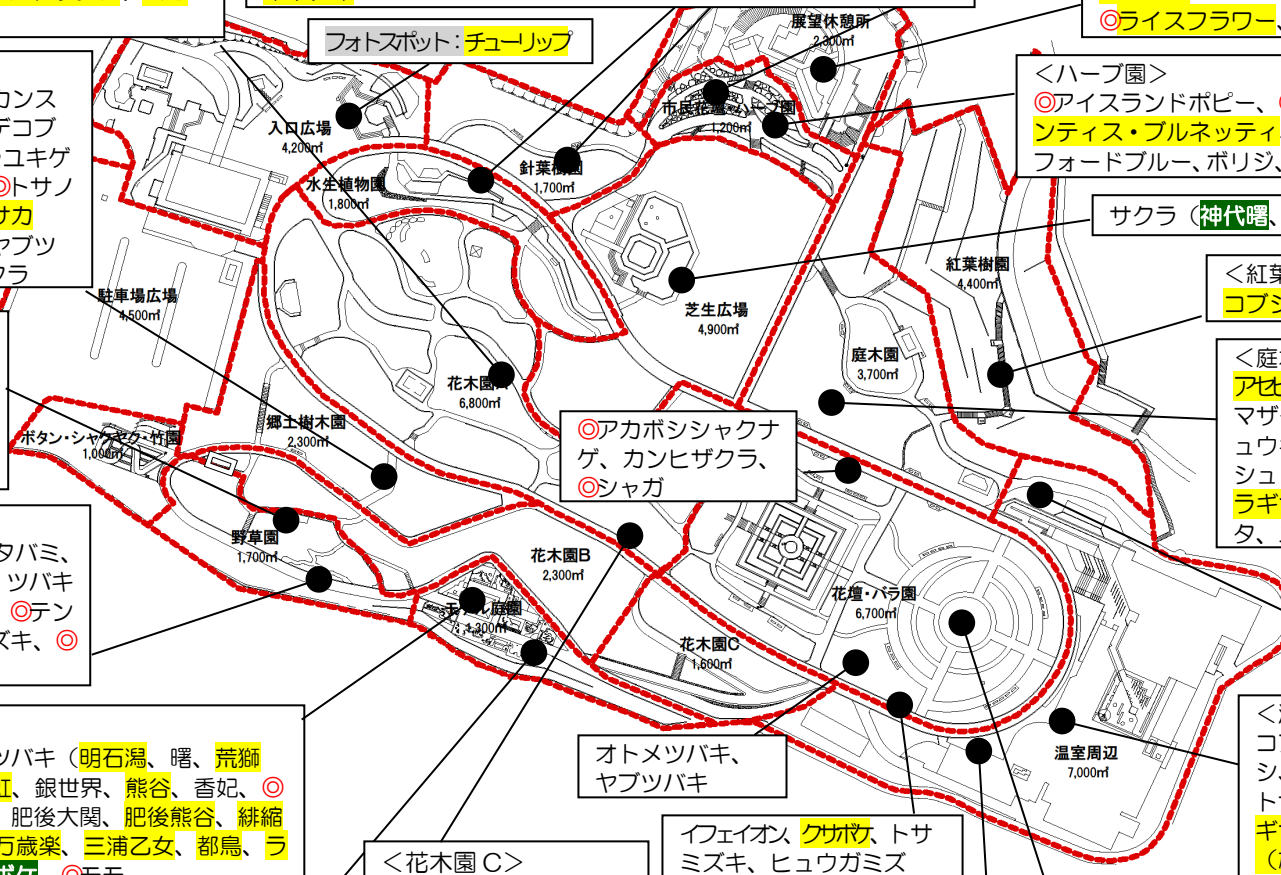 フォトスポット：チューリップ
◎ライスフラワー、
展望休憩所
2,300㎡
＜ハーブ園＞
◎アイスランドポピー、
ンティス・ブルネッティ
フォードブルー、ボリジ、
カンス
デコブ
ユキゲ
◎トサノ
サカ
ヤブツ
クラ
入口広場
4,200㎡
市民花壇・ハーブ園
1,200㎡
針葉樹園
1,700㎡
水生植物園
1,800㎡
サクラ（神代曙、
紅葉樹園
4,400㎡
＜紅葉
コブシ
駐車場広場
4,500㎡
芝生広場
4,900㎡
庭木園
3,700㎡
＜庭木
アセビ
マザ
ュウ
シュ
ラギ
タ、
花木園A
6,800㎡
郷土樹木園
2,300㎡
ボタン・シャクヤク・竹園
1,000㎡
◎アカボシシャクナ
ゲ、カンヒザクラ、
◎シャガ
野草園
1,700㎡
タバミ、
ツバキ
◎テン
ズキ、◎
花木園B
2,300㎡
モデル庭園
1,300㎡
花壇・バラ園
6,700㎡
花木園C
1,600㎡
温室周辺
7,000㎡
オトメツバキ、
ヤブツバキ
ツバキ（明石潟、曙、荒獅
紅、銀世界、熊谷、香妃、◎
肥後大関、肥後熊谷、緋縮
万歳楽、三浦乙女、都鳥、ラ
ボケ、◎モモ
＜花木園 C＞
イフェイオン、クサボケ、トサ
ミズキ、ヒュウガミズ
コ
シ、
ト
ギ